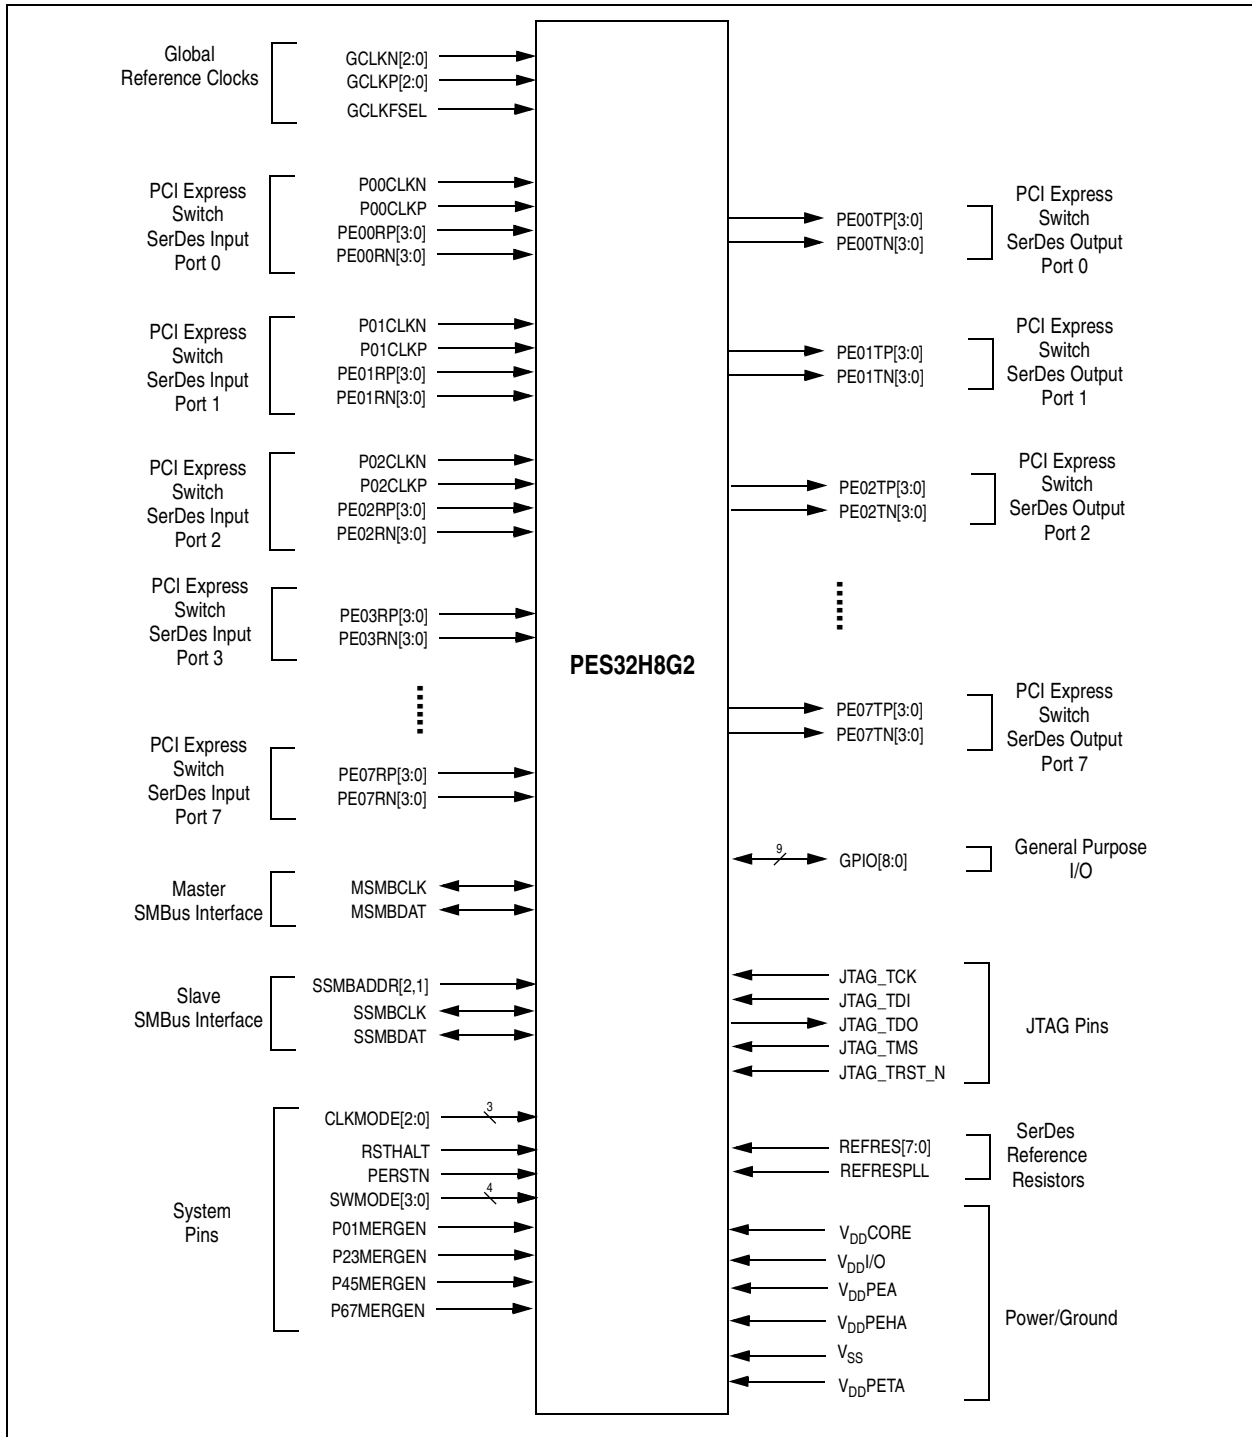 Global
Reference Clocks
GCLKN[2:0]
GCLKP[2:0]
GCLKFSEL
PCI Express
Switch
SerDes Input
Port 0
P00CLKN
P00CLKP
PE00RP[3:0]
PE00RN[3:0]
PCI Express
Switch
SerDes Input
Port 1
P01CLKN
P01CLKP
PE01RP[3:0]
PE01RN[3:0]
PCI Express
Switch
SerDes Input
Port 2
P02CLKN
P02CLKP
PE02RP[3:0]
PE02RN[3:0]
PCI Express
Switch
SerDes Input
Port 3
PE03RP[3:0]
PE03RN[3:0]
PCI Express
Switch
SerDes Input
Port 7
PE07RP[3:0]
PE07RN[3:0]
Master
SMBus Interface
MSMBCLK
MSMBDAT
Slave
SMBus Interface
SSMBADDR[2,1]
SSMBCLK
SSMBDAT
System
Pins
CLKMODE[2:0]
3
RSTHALT
PERSTN
SWMODE[3:0]
4
P01MERGEN
P23MERGEN
P45MERGEN
P67MERGEN
PES32H8G2
PE00TP[3:0]
PE00TN[3:0]
PCI Express
Switch
SerDes Output
Port 0
PE01TP[3:0]
PE01TN[3:0]
PCI Express
Switch
SerDes Output
Port 1
PE02TP[3:0]
PE02TN[3:0]
PCI Express
Switch
SerDes Output
Port 2
PE07TP[3:0]
PE07TN[3:0]
PCI Express
Switch
SerDes Output
Port 7
9
GPIO[8:0]
General Purpose
I/O
JTAG_TCK
JTAG_TDI
JTAG_TDO
JTAG_TMS
JTAG_TRST_N
JTAG Pins
REFRES[7:0]
REFRESPLL
SerDes
Reference
Resistors
VDDCORE
VDDI/O
VDDPEA
VDDPEHA
VSS
VDDPETA
Power/Ground